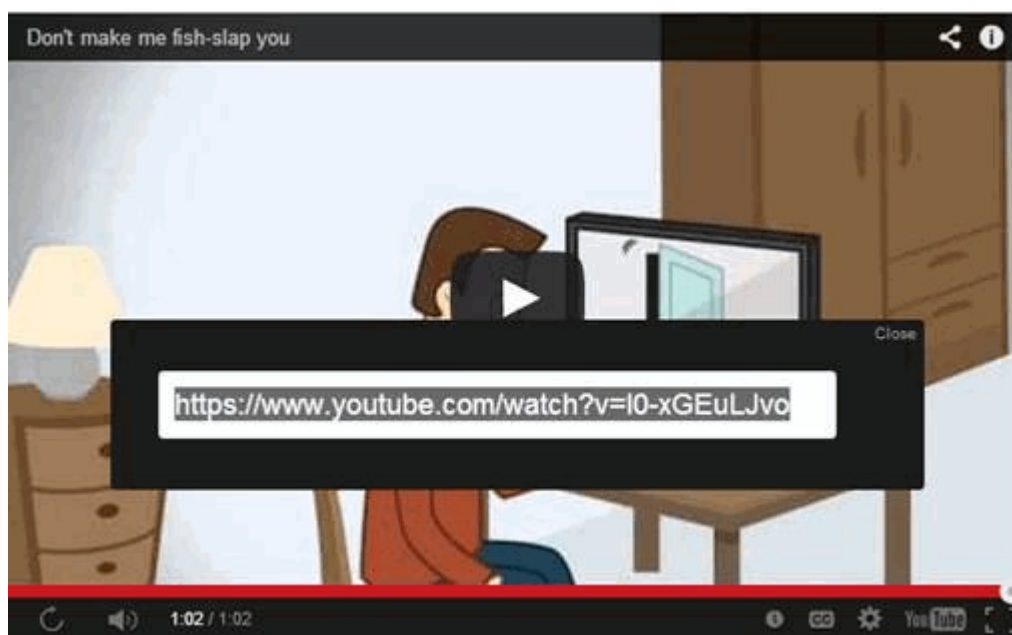 Don't make me fish-slap you
Close
https://www.youtube.com/watch?v=I0-xGEuLJvo
1:02 / 1:02
CC
YouTube